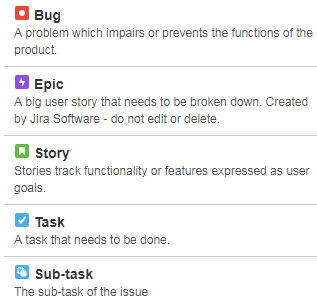 Bug
A problem which impairs or prevents the functions of the
product.
Epic
A big user story that needs to be broken down. Created
by Jira Software - do not edit or delete.
Story
Stories track functionality or features expressed as user
goals.
Task
A task that needs to be done.
Sub-task
The sub-task of the issue